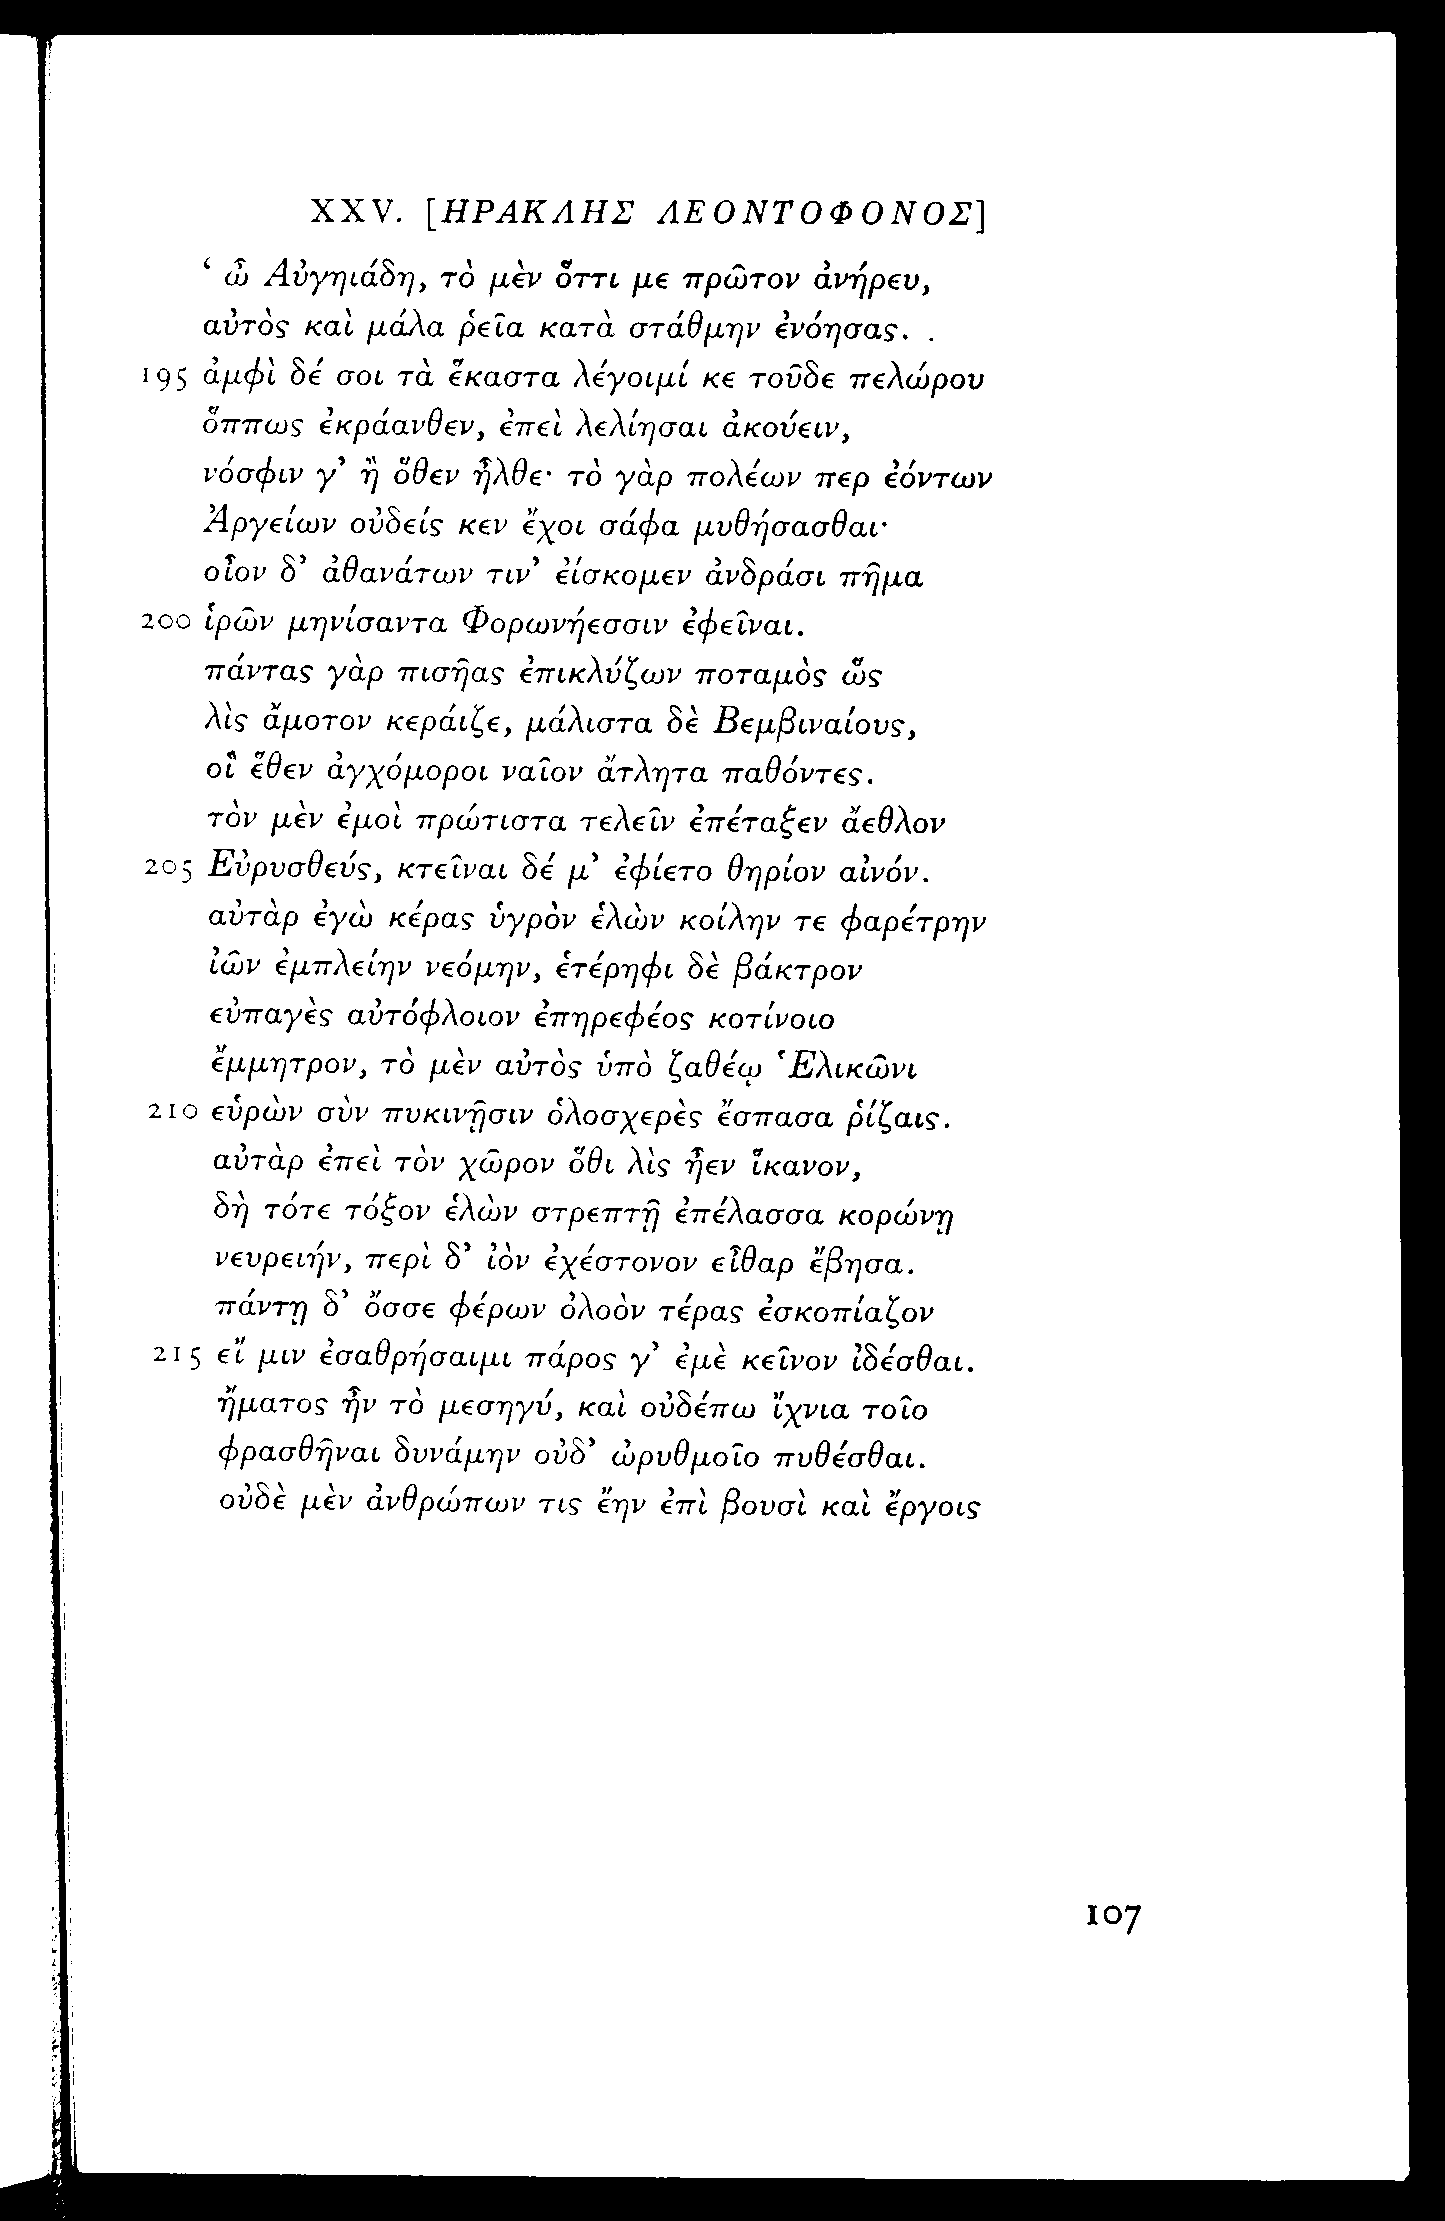 XXV. [ΗΡΑΚΛΗΣ ΛΕΟΝΤΟΦΟΝΟΣ]
‘ ὦ Αὐγηιάδη, τὸ μὲν ὅττι με πρῶτον ἀνήρευ,
αὐτὸς καὶ μάλα ῥεῖα κατὰ στάθμην ἐνόησας.
195 ἀμφὶ δέ σοι τὰ ἕκαστα λέγοιμί κε τοῦδε πελώρου
ὅππως ἐκράανθεν, ἐπεὶ λελίησαι ἀκούειν,
νόσφιν γ’ ἢ ὅθεν ἦλθε· τὸ γὰρ πολέων περ ἐόντων
Ἀργείων οὐδείς κεν ἔχοι σάφα μυθήσασθαι·
οἶον δ’ ἀθανάτων τιν’ ἐίσκομεν ἀνδράσι πῆμα
200 ἱρῶν μηνίσαντα Φορωνήεσσιν ἐφεῖναι.
πάντας γὰρ πισῆας ἐπικλύζων ποταμὸς ὣς
λὶς ἄμοτον κεράιζε, μάλιστα δὲ Βεμβιναίους,
οἳ ἕθεν ἀγχόμοροι ναῖον ἄτλητα παθόντες.
τὸν μὲν ἐμοὶ πρώτιστα τελεῖν ἐπέταξεν ἄεθλον
205 Εὐρυσθεύς, κτεῖναι δέ μ’ ἐφίετο θηρίον αἰνόν.
αὐτὰρ ἐγὼ κέρας ὑγρὸν ἑλὼν κοίλην τε φαρέτρην
ἰῶν ἐμπλείην νεόμην, ἑτέρηφι δὲ βάκτρον
εὐπαγὲς αὐτόφλοιον ἐπηρεφέος κοτίνοιο
ἔμμητρον, τὸ μὲν αὐτὸς ὑπὸ ζαθέῳ Ἑλικῶνι
210 εὑρὼν σὺν πυκινῇσιν ὁλοσχερὲς ἔσπασα ῥίζαις.
αὐτὰρ ἐπεὶ τὸν χῶρον ὅθι λὶς ἦεν ἵκανον,
δὴ τότε τόξον ἑλὼν στρεπτῇ ἐπέλασσα κορώνῃ
νευρειήν, περὶ δ’ ἰὸν ἐχέστονον εἶθαρ ἔβησα.
πάντῃ δ’ ὄσσε φέρων ὀλοὸν τέρας ἐσκοπίαζον
215 εἴ μιν ἐσαθρήσαιμι πάρος γ’ ἐμὲ κεῖνον ἰδέσθαι.
ἤματος ἦν τὸ μεσηγύ, καὶ οὐδέπω ἴχνια τοῖο
φρασθῆναι δυνάμην οὐδ’ ὠρυθμοῖο πυθέσθαι.
οὐδὲ μὲν ἀνθρώπων τις ἔην ἐπὶ βουσὶ καὶ ἔργοις
107